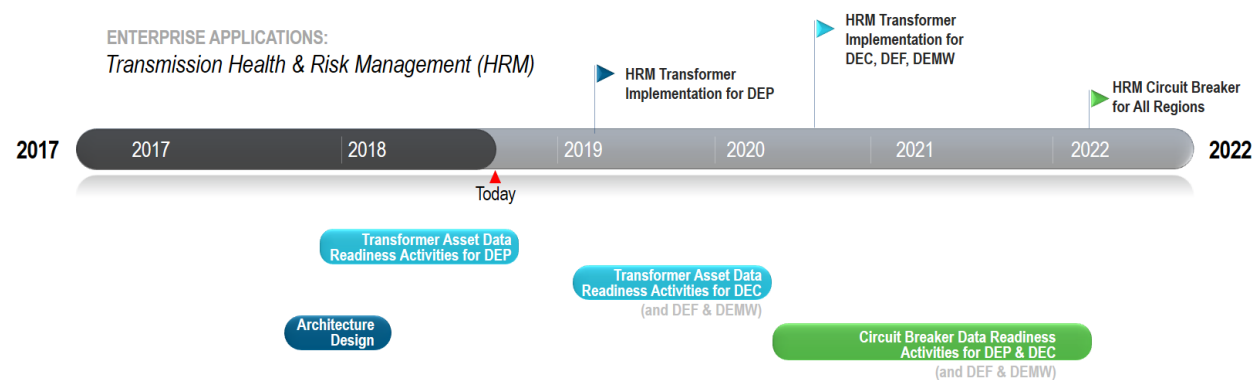 ENTERPRISE APPLICATIONS:
Transmission Health & Risk Management (HRM)
HRM Transformer
Implementation for DEP
HRM Transformer
Implementation for
DEC, DEF, DEMW
HRM Circuit Breaker
for All Regions
2017
2017
2018
2019
2020
2021
2022
2022
Today
Transformer Asset Data
Readiness Activities for DEP
Transformer Asset Data
Readiness Activities for DEC
(and DEF & DEMW)
Architecture
Design
Circuit Breaker Data Readiness
Activities for DEP & DEC
(and DEF & DEMW)